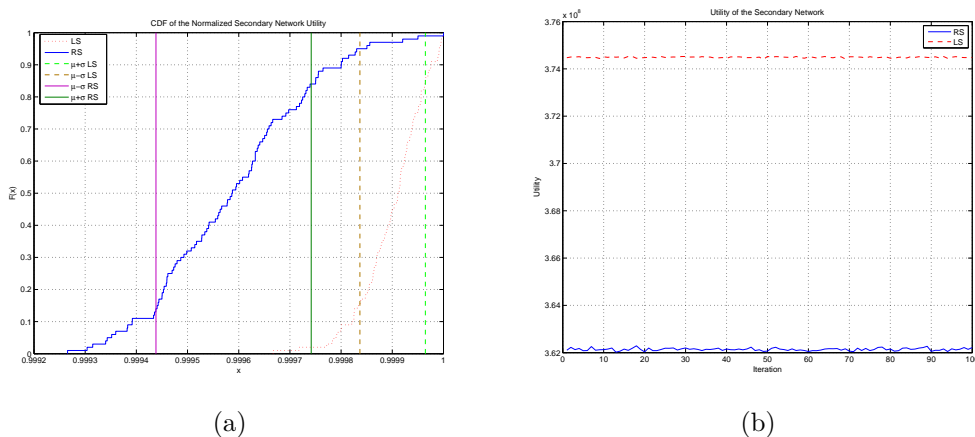 CDF of the Normalized Secondary Network Utility
LS
RS
μ+σ LS
μ−σ LS
μ−σ RS
μ+σ RS
1
0.9
0.8
0.7
0.6
0.5
0.4
0.3
0.2
0.1
0
F(x)
0.9992
0.9993
0.9994
0.9995
0.9996
0.9997
0.9998
0.9999
1
x
(a)
Utility of the Secondary Network
x 10^8
RS
LS
3.76
3.74
3.72
3.7
3.68
3.66
3.64
3.62
Utility
0
10
20
30
40
50
60
70
80
90
100
Iteration
(b)